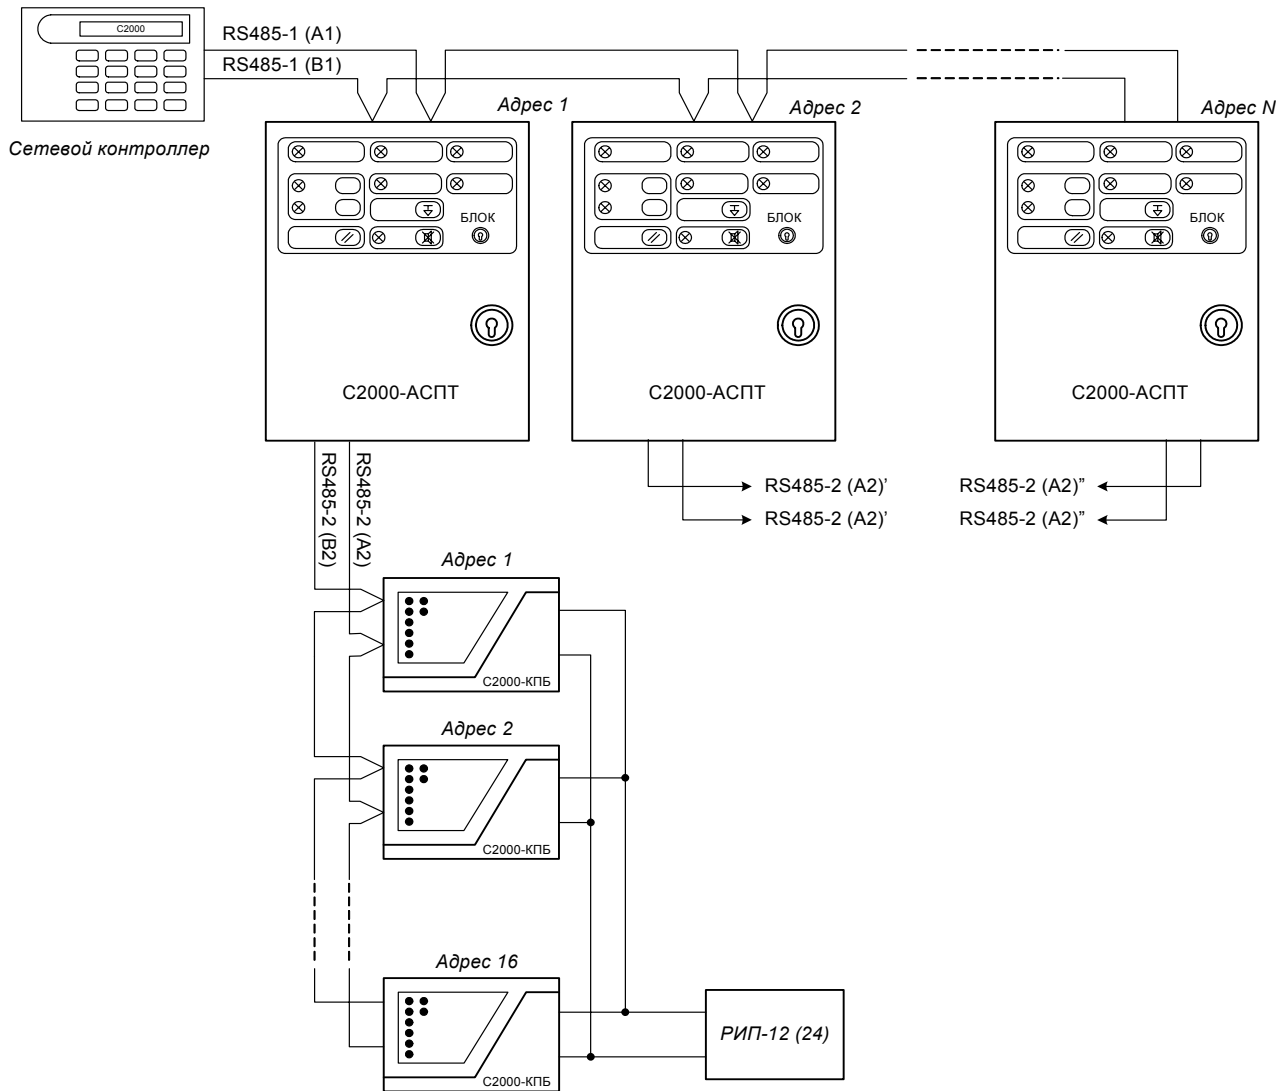 С2000
RS485-1 (A1)
RS485-1 (B1)
Сетевой контроллер
Адрес 1
Адрес 2
Адрес N
БЛОК
БЛОК
БЛОК
С2000-АСПТ
С2000-АСПТ
С2000-АСПТ
RS485-2 (B2)
RS485-2 (A2)
RS485-2 (A2)'
RS485-2 (A2)'
RS485-2 (A2)"
RS485-2 (A2)"
Адрес 1
С2000-КПБ
Адрес 2
С2000-КПБ
Адрес 16
С2000-КПБ
РИП-12 (24)